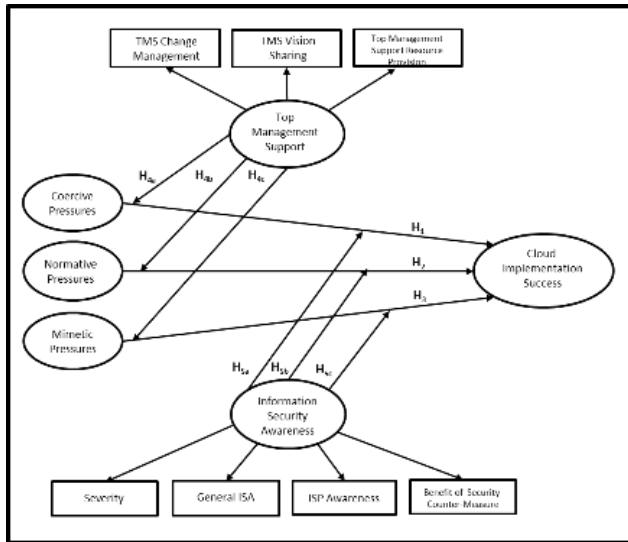 TMS Change
Management
TMS Vision
Sharing
Top Management
Support Resource
Provision
Top
Management
Support
H4a
H4b
H4c
Coercive
Pressures
H1
Normative
Pressures
H2
Cloud
Implementation
Success
Mimetic
Pressures
H3
H5a
H5b
H5c
Information
Security
Awareness
Severity
General ISA
ISP Awareness
Benefit of Security
Counter-Measure